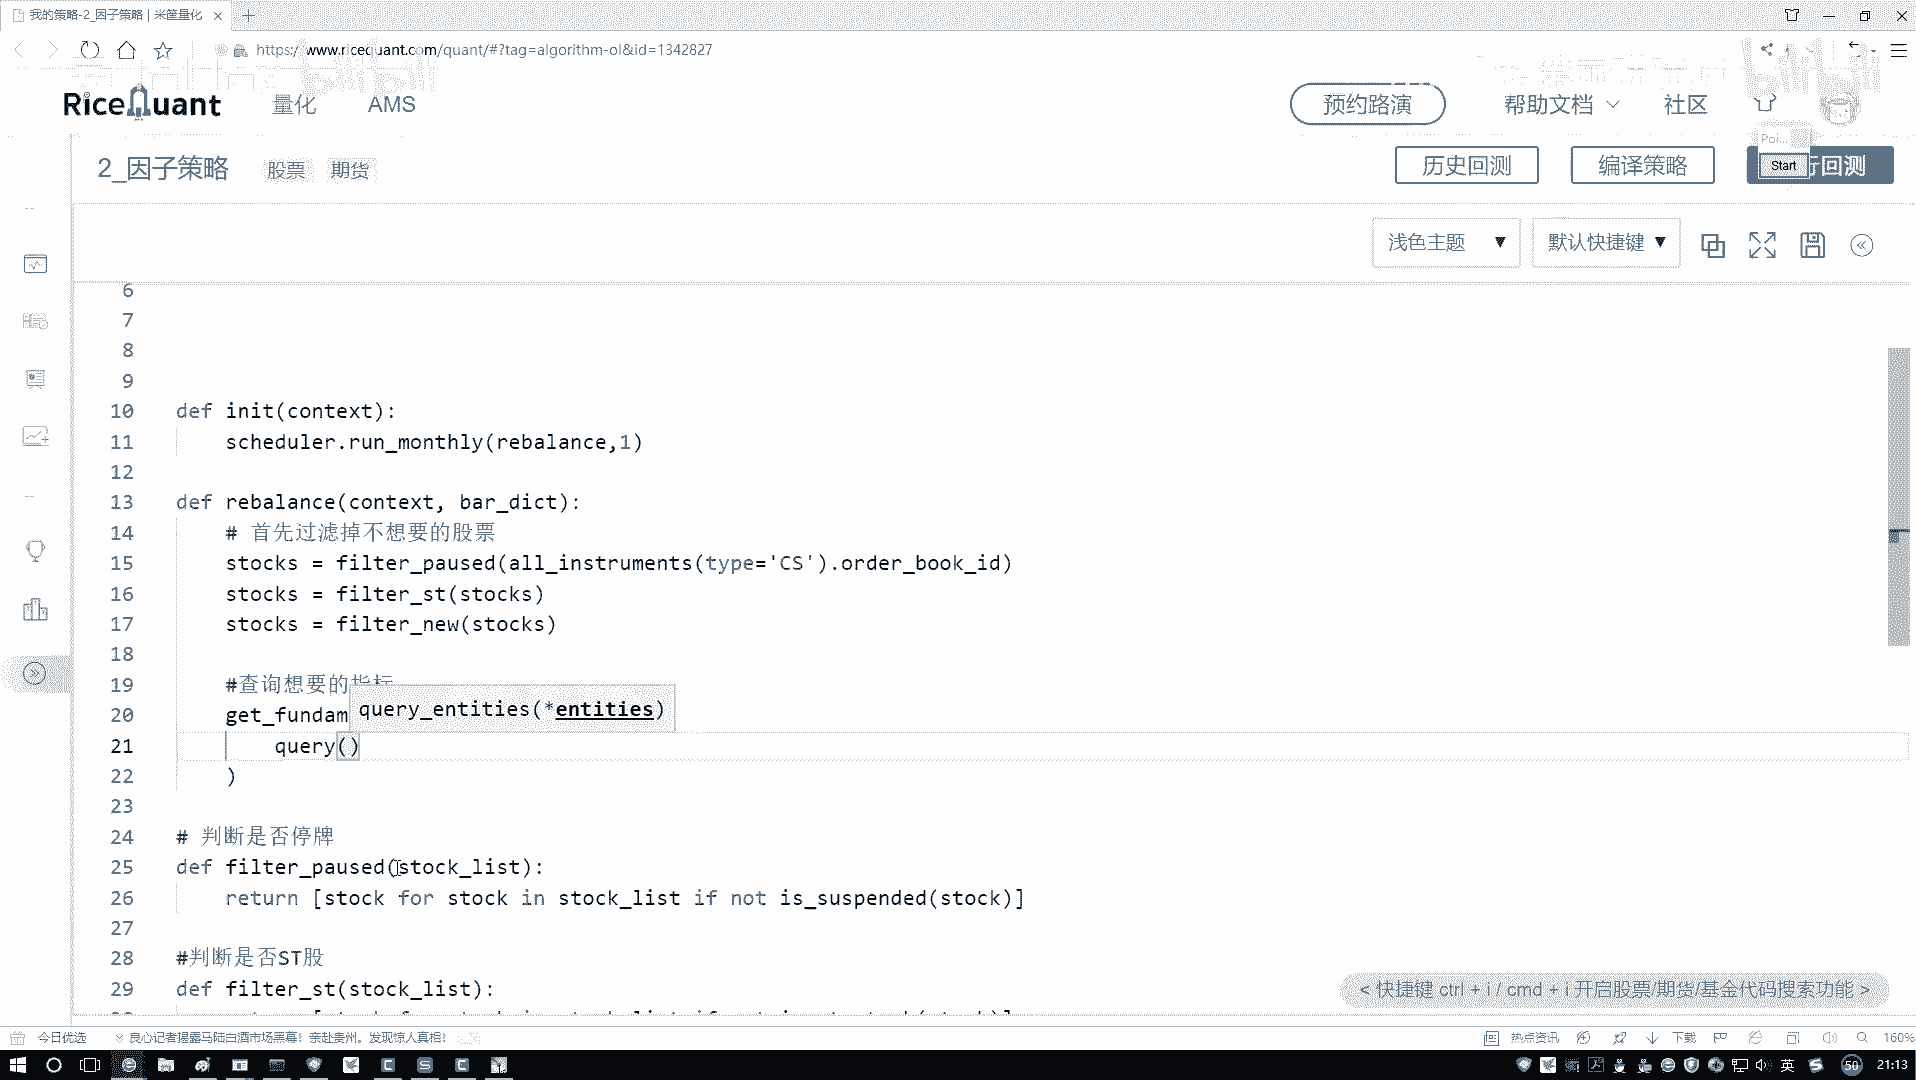 我的策略-2_因子策略 | 米筐量化
https://www.ricequant.com/quant/#?tag=algorithm-ol&id=1342827
RiceQuant 量化 AMS 预约路演 帮助文档 社区
Poi...
2_因子策略 股票 期货 历史回测 编译策略 Start 行回测
浅色主题 默认快捷键
6
7
8
9
10 def init(context):
11 scheduler.run_monthly(rebalance,1)
12
13 def rebalance(context, bar_dict):
14 # 首先过滤掉不想要的股票
15 stocks = filter_paused(all_instruments(type='CS').order_book_id)
16 stocks = filter_st(stocks)
17 stocks = filter_new(stocks)
18
19 #查询想要的指标
20 get_fundam query_entities(*entities)
21 query()
22 )
23
24 # 判断是否停牌
25 def filter_paused(stock_list):
26 return [stock for stock in stock_list if not is_suspended(stock)]
27
28 #判断是否ST股
29 def filter_st(stock_list):
< 快捷键 ctrl + i / cmd + i 开启股票/期货/基金代码搜索功能 >
今日优选 良心记者揭露马陆白酒市场黑幕！亲赴贵州。发现惊人真相！ 热点资讯 下载 160%
英 50 21:13